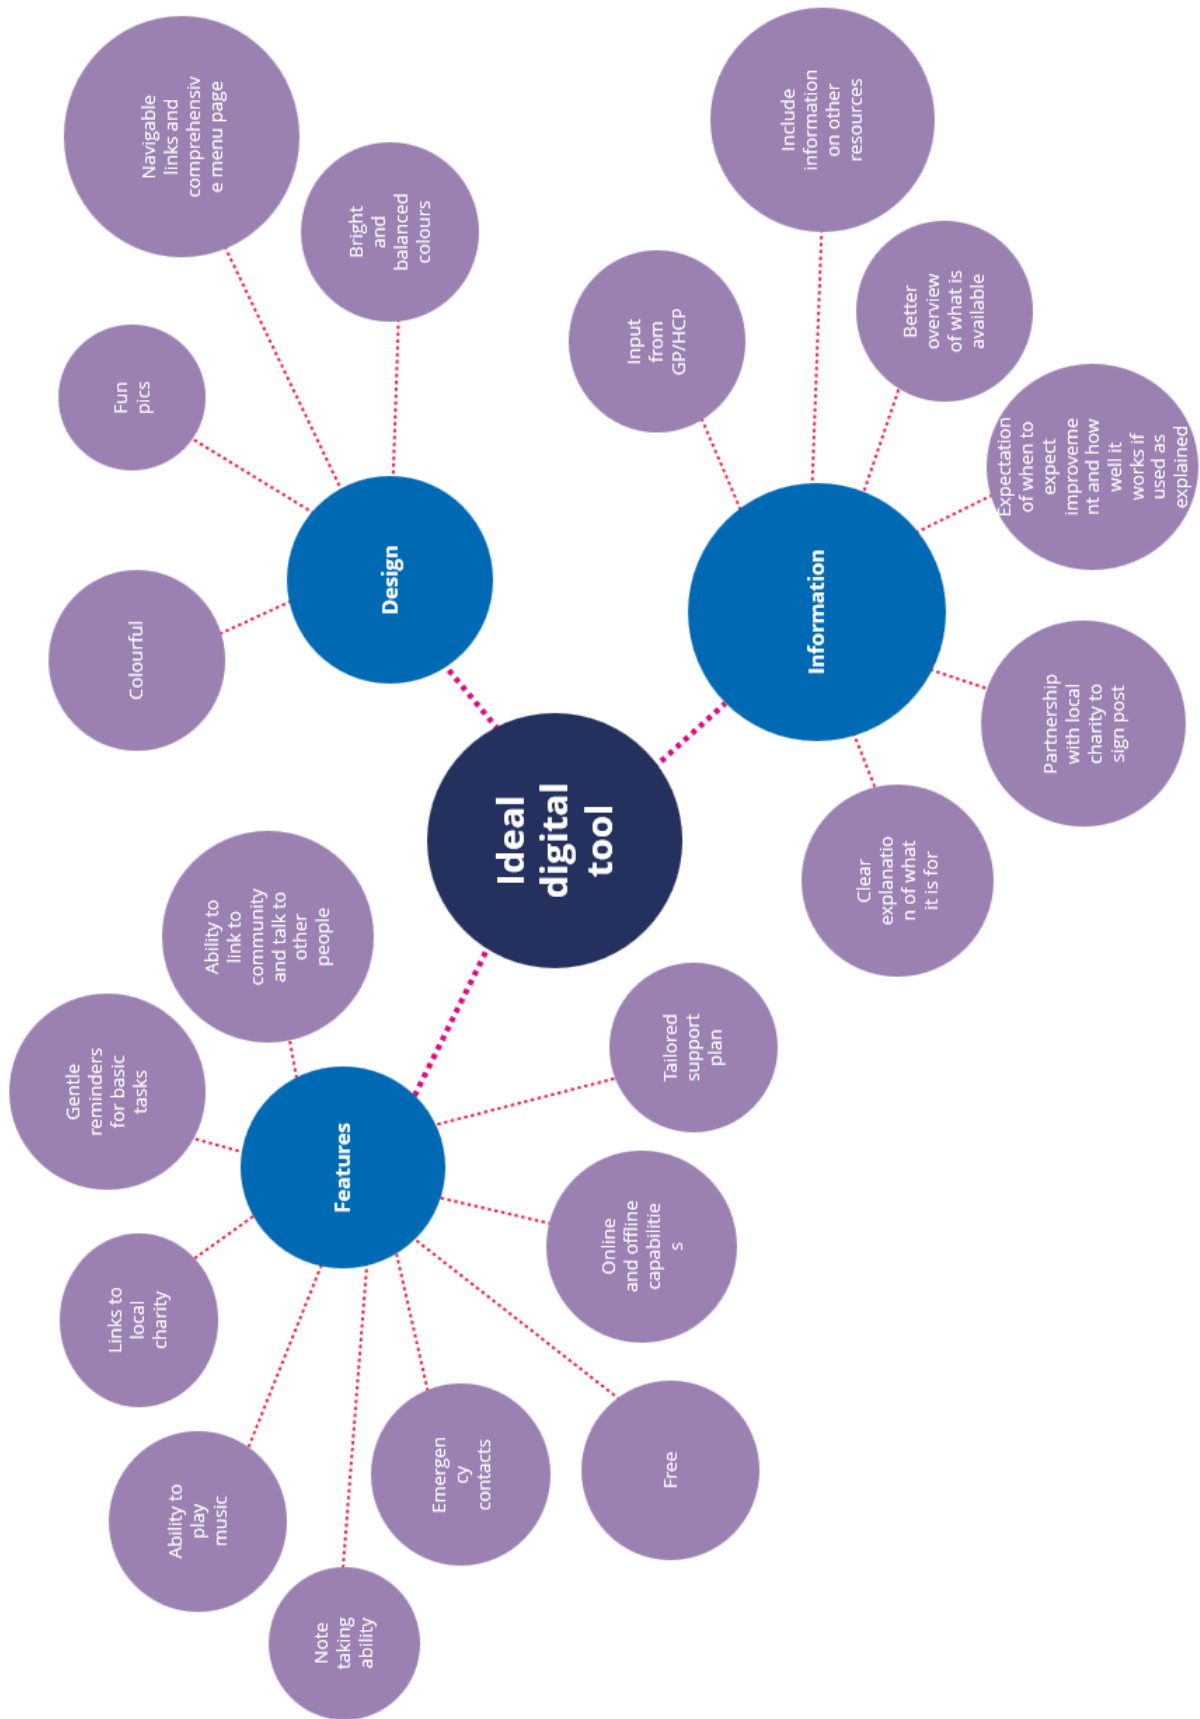 Ideal
digital
tool
Features
Ability to
link to
community
and talk to
other
people
Gentle
reminders
for basic
tasks
Links to
local
charity
Ability to
play
music
Note
taking
ability
Emergen
cy
contacts
Free
Online
and offline
capabilitie
s
Tailored
support
plan
Design
Colourful
Fun
pics
Navigable
links and
comprehensiv
e menu page
Bright
and
balanced
colours
Information
Input
from
GP/HCP
Include
information
on other
resources
Better
overview
of what is
available
Expectation
of when to
expect
improveme
nt and how
well it
works if
used as
explained
Partnership
with local
charity to
sign post
Clear
explanatio
n of what
it is for